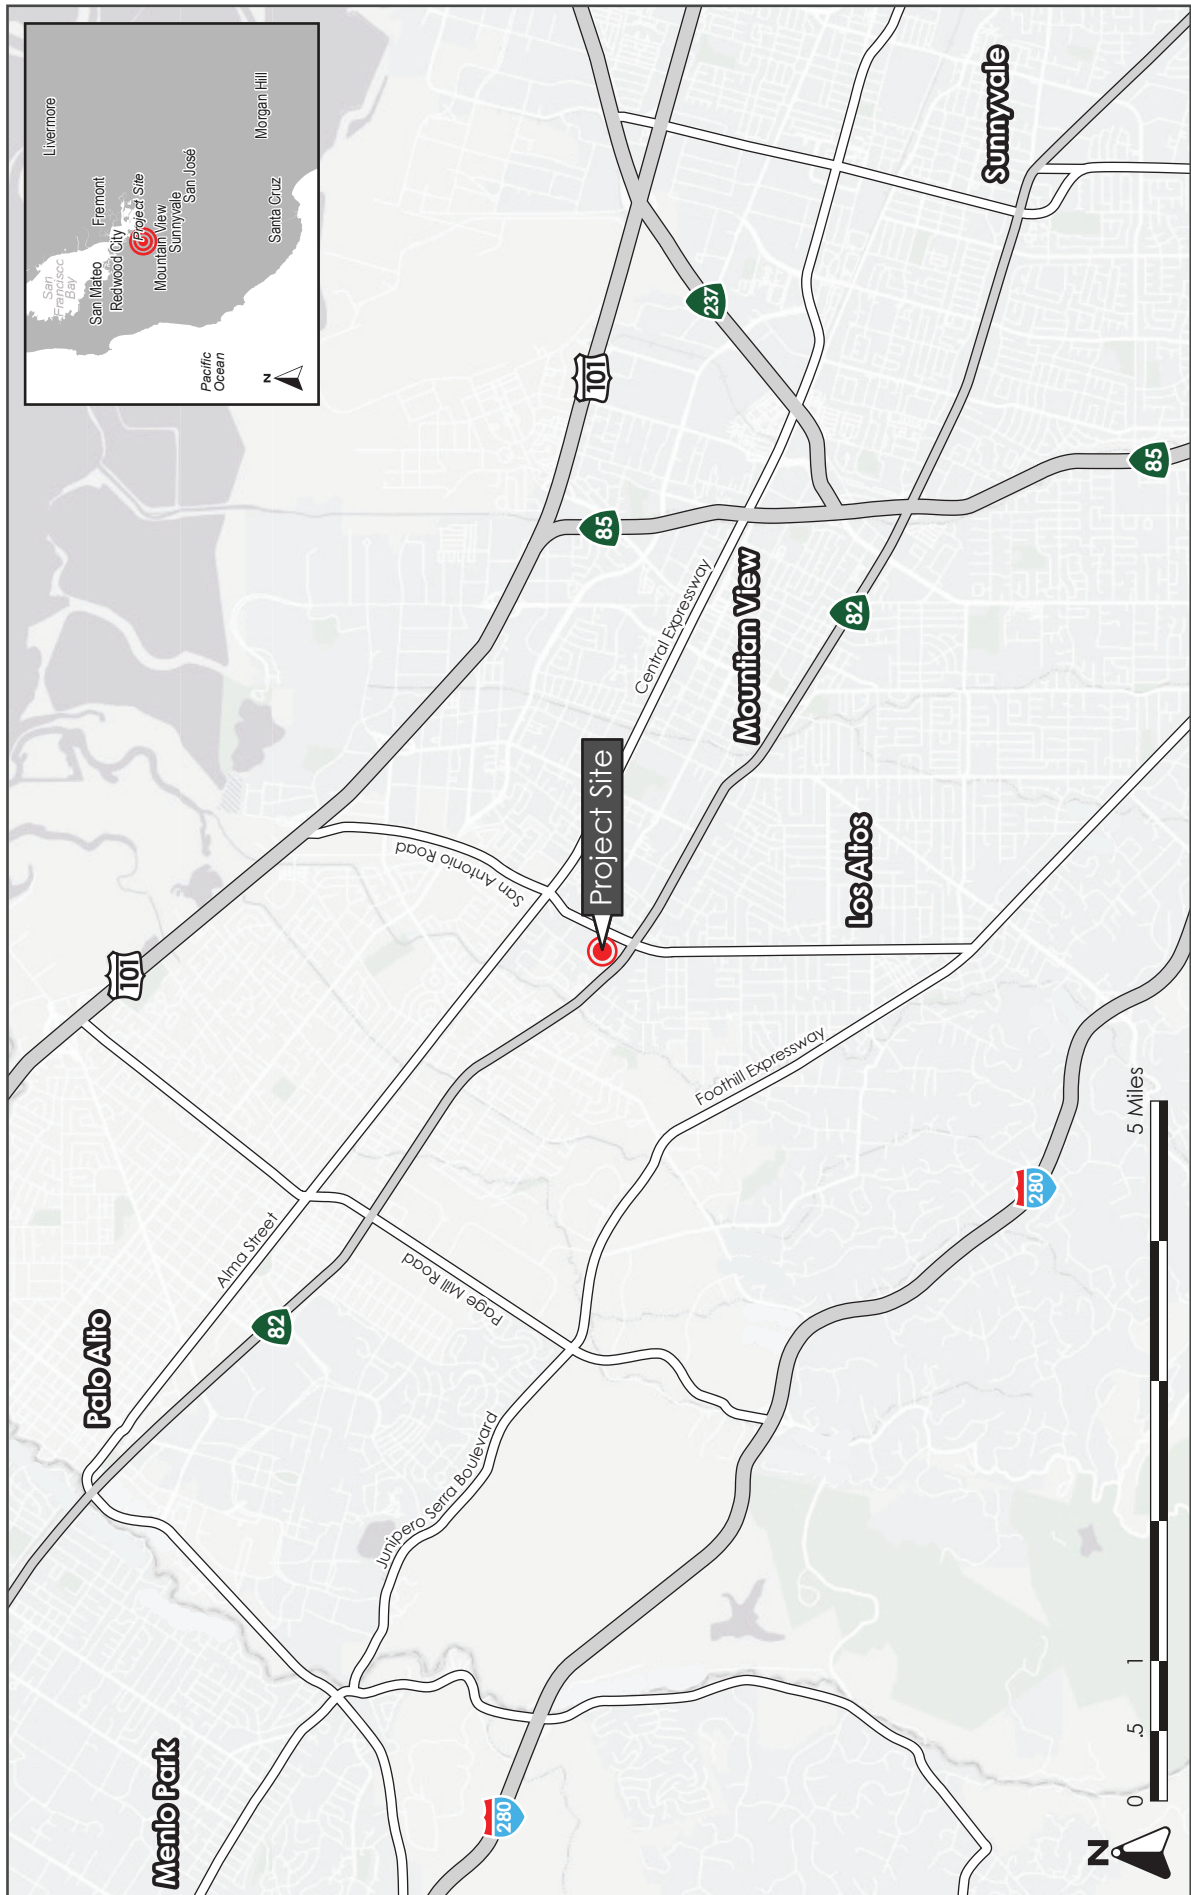 Menlo Park
Palo Alto
101
82
Alma Street
Page Mill Road
Junipero Serra Boulevard
280
Foothill Expressway
San Antonio Road
Project Site
Los Altos
Central Expressway
Mountian View
82
101
85
237
85
280
Sunnyvale
N
0
.5
1
5 Miles
San
Francisco
Bay
Livermore
San Mateo
Fremont
Redwood City
Project Site
Mountain View
Sunnyvale
San José
Morgan Hill
Santa Cruz
Pacific
Ocean
N